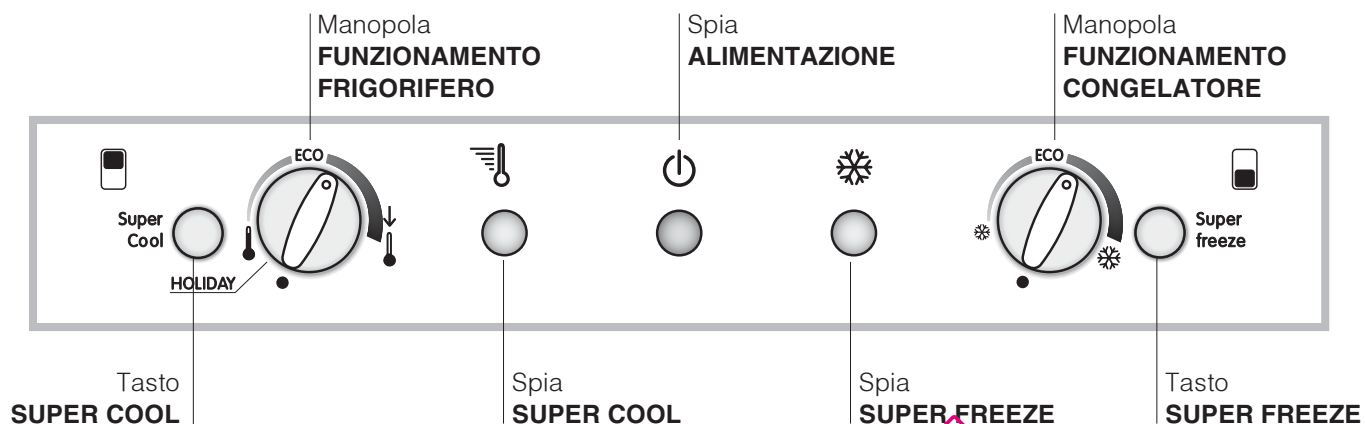 Manopola
FUNZIONAMENTO
FRIGORIFERO
Spia
ALIMENTAZIONE
Manopola
FUNZIONAMENTO
CONGELATORE
ECO
Super
Cool
HOLIDAY
ECO
Super
freeze
Tasto
SUPER COOL
Spia
SUPER COOL
Spia
SUPER FREEZE
Tasto
SUPER FREEZE